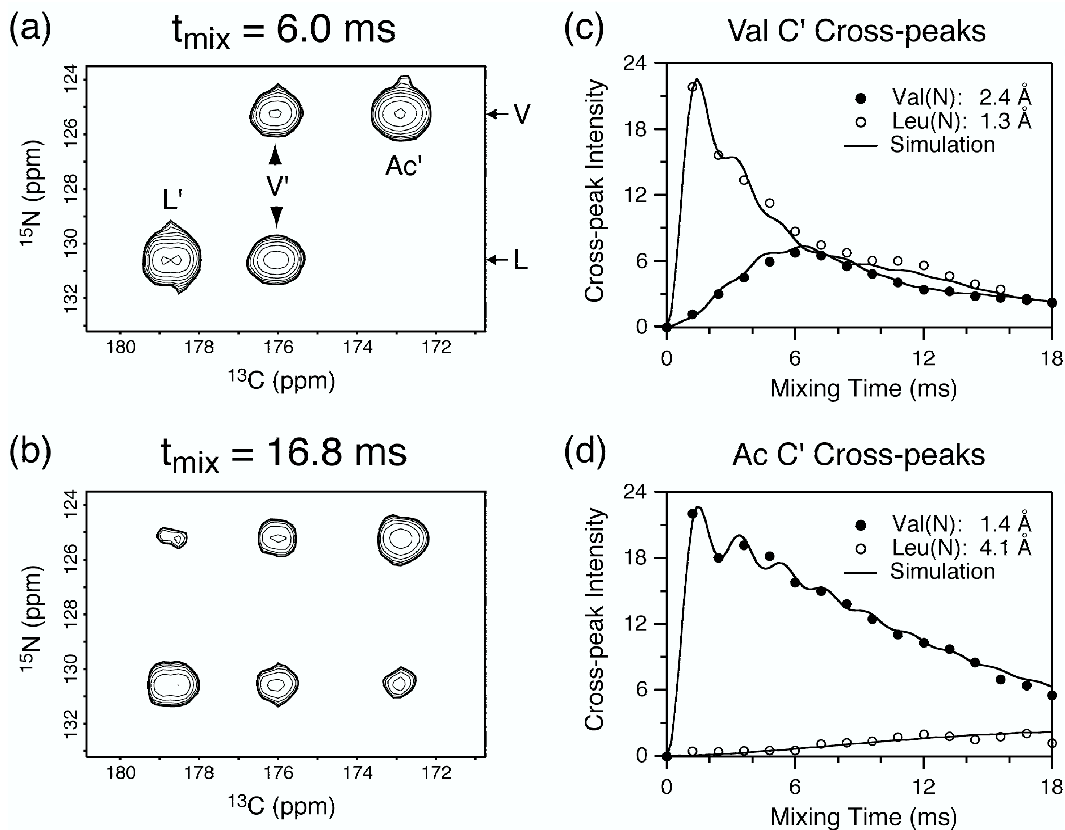 (a)
t_mix = 6.0 ms
124
126
128
130
132
15N (ppm)
V
Ac'
V'
L'
L
180
178
176
174
172
13C (ppm)
(b)
t_mix = 16.8 ms
124
126
128
130
132
15N (ppm)
180
178
176
174
172
13C (ppm)
(c)
Val C' Cross-peaks
24
18
12
6
0
Cross-peak Intensity
Val(N): 2.4 Å
Leu(N): 1.3 Å
Simulation
0
6
12
18
Mixing Time (ms)
(d)
Ac C' Cross-peaks
24
18
12
6
0
Cross-peak Intensity
Val(N): 1.4 Å
Leu(N): 4.1 Å
Simulation
0
6
12
18
Mixing Time (ms)